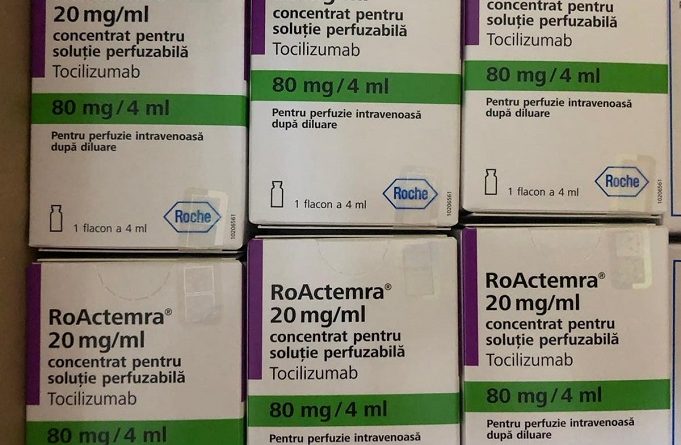 20 mg/ml
concentrat pentru
soluție perfuzabilă
Tocilizumab
80 mg/4 ml
Pentru perfuzie intravenoasă
după diluare
1 flacon a 4 ml
Roche
10206561
mg/ml
concentrat pentru
soluție perfuzabilă
Tocilizumab
80 mg/4 ml
Pentru perfuzie intravenoasă
după diluare
1 flacon a 4 ml
Roche
10206561
concentrat pentru
soluție perfuzabilă
Tocilizumab
80 mg/4 ml
Pentru perfuzie intravenoasă
după diluare
1 flacon a 4 ml
Roche
10206561
RoActemra®
20 mg/ml
concentrat pentru
soluție perfuzabilă
Tocilizumab
80 mg/4 ml
RoActemra®
20 mg/ml
concentrat pentru
soluție perfuzabilă
Tocilizumab
80 mg/4 ml
Pentru perfuzie intravenoasă
RoActemra®
20 mg/ml
concentrat pentru
soluție perfuzabilă
Tocilizumab
80 mg/4 ml
Pentru perfuzie intravenoasă
după diluare